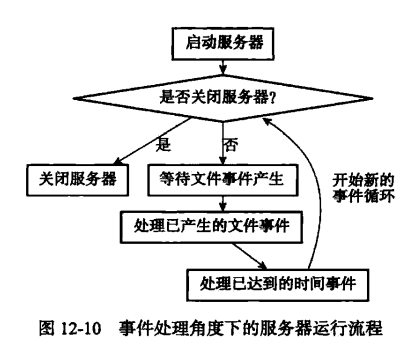 启动服务器
是否关闭服务器?
是
否
关闭服务器
等待文件事件产生
开始新的
事件循环
处理已产生的文件事件
处理已达到的时间事件
图 12-10 事件处理角度下的服务器运行流程